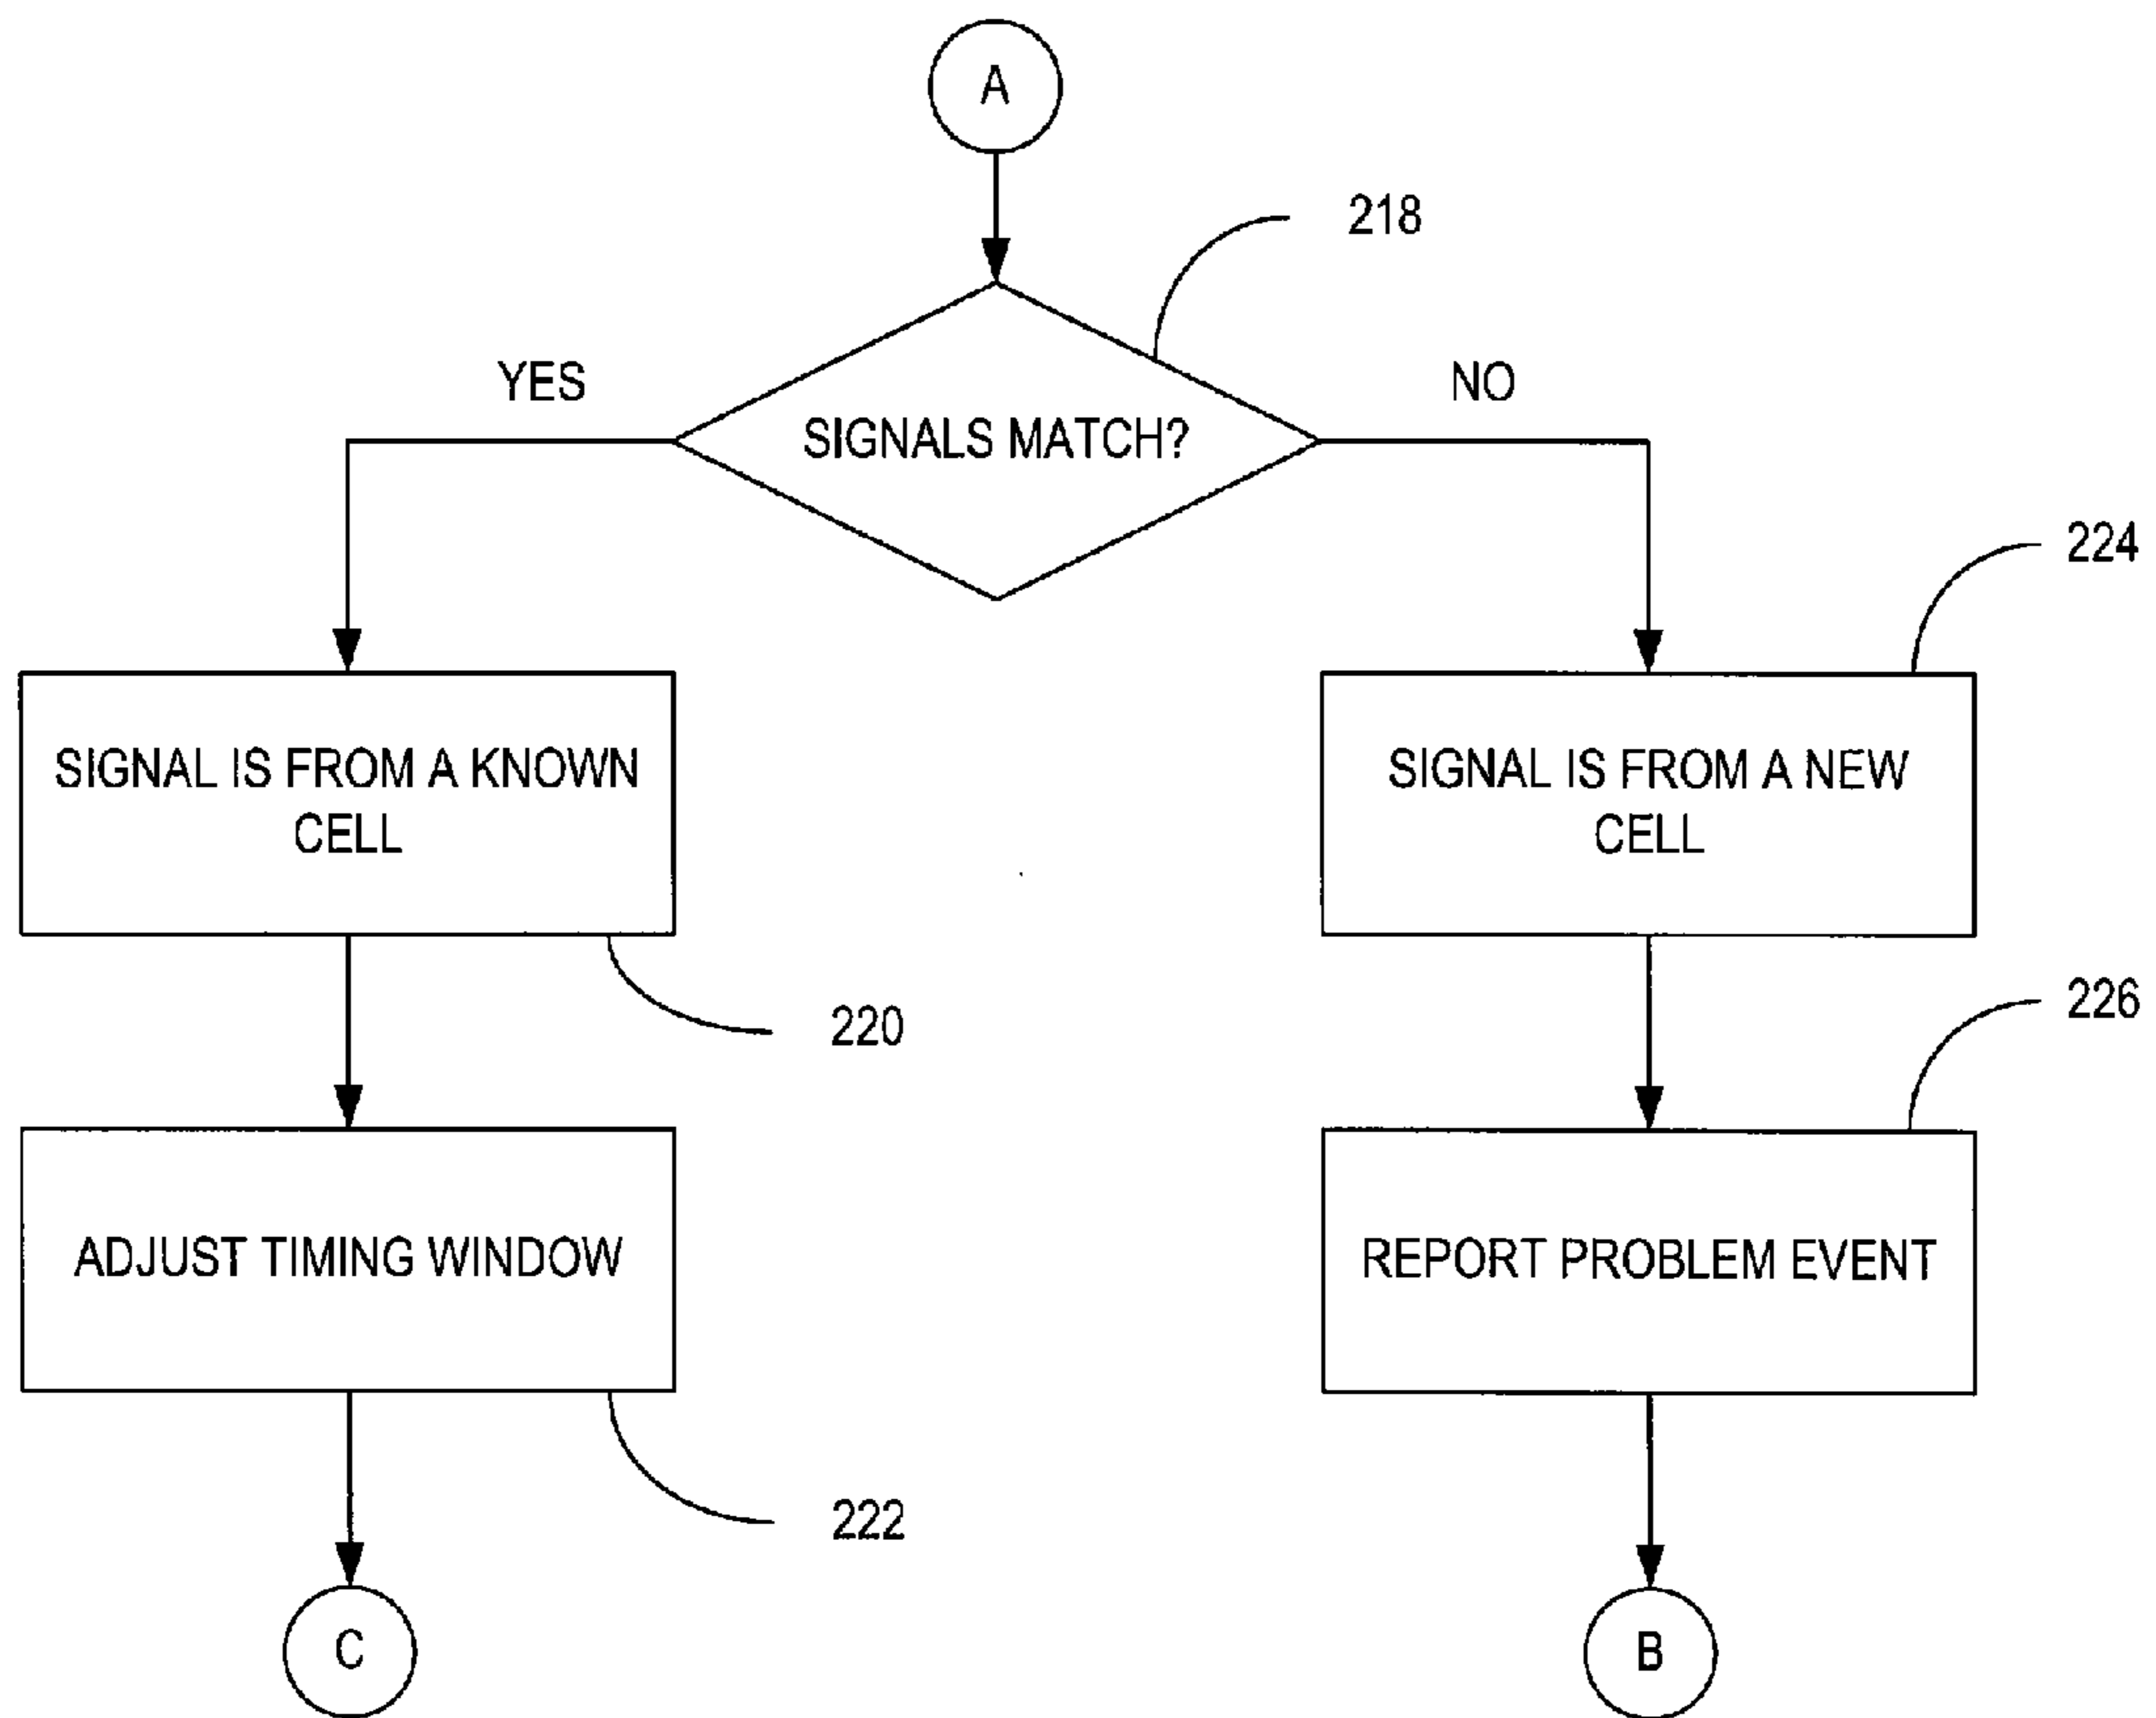 A
218
YES
NO
SIGNALS MATCH?
224
SIGNAL IS FROM A KNOWN
CELL
SIGNAL IS FROM A NEW
CELL
220
226
ADJUST TIMING WINDOW
REPORT PROBLEM EVENT
222
C
B